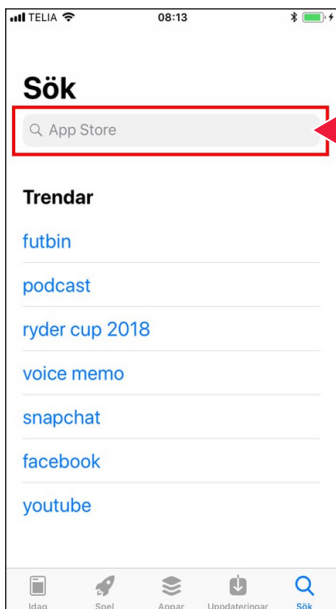 TELIA 08:13
Sök
App Store
Trendar
futbin
podcast
ryder cup 2018
voice memo
snapchat
facebook
youtube
Idag Spel Appar Uppdateringar Sök